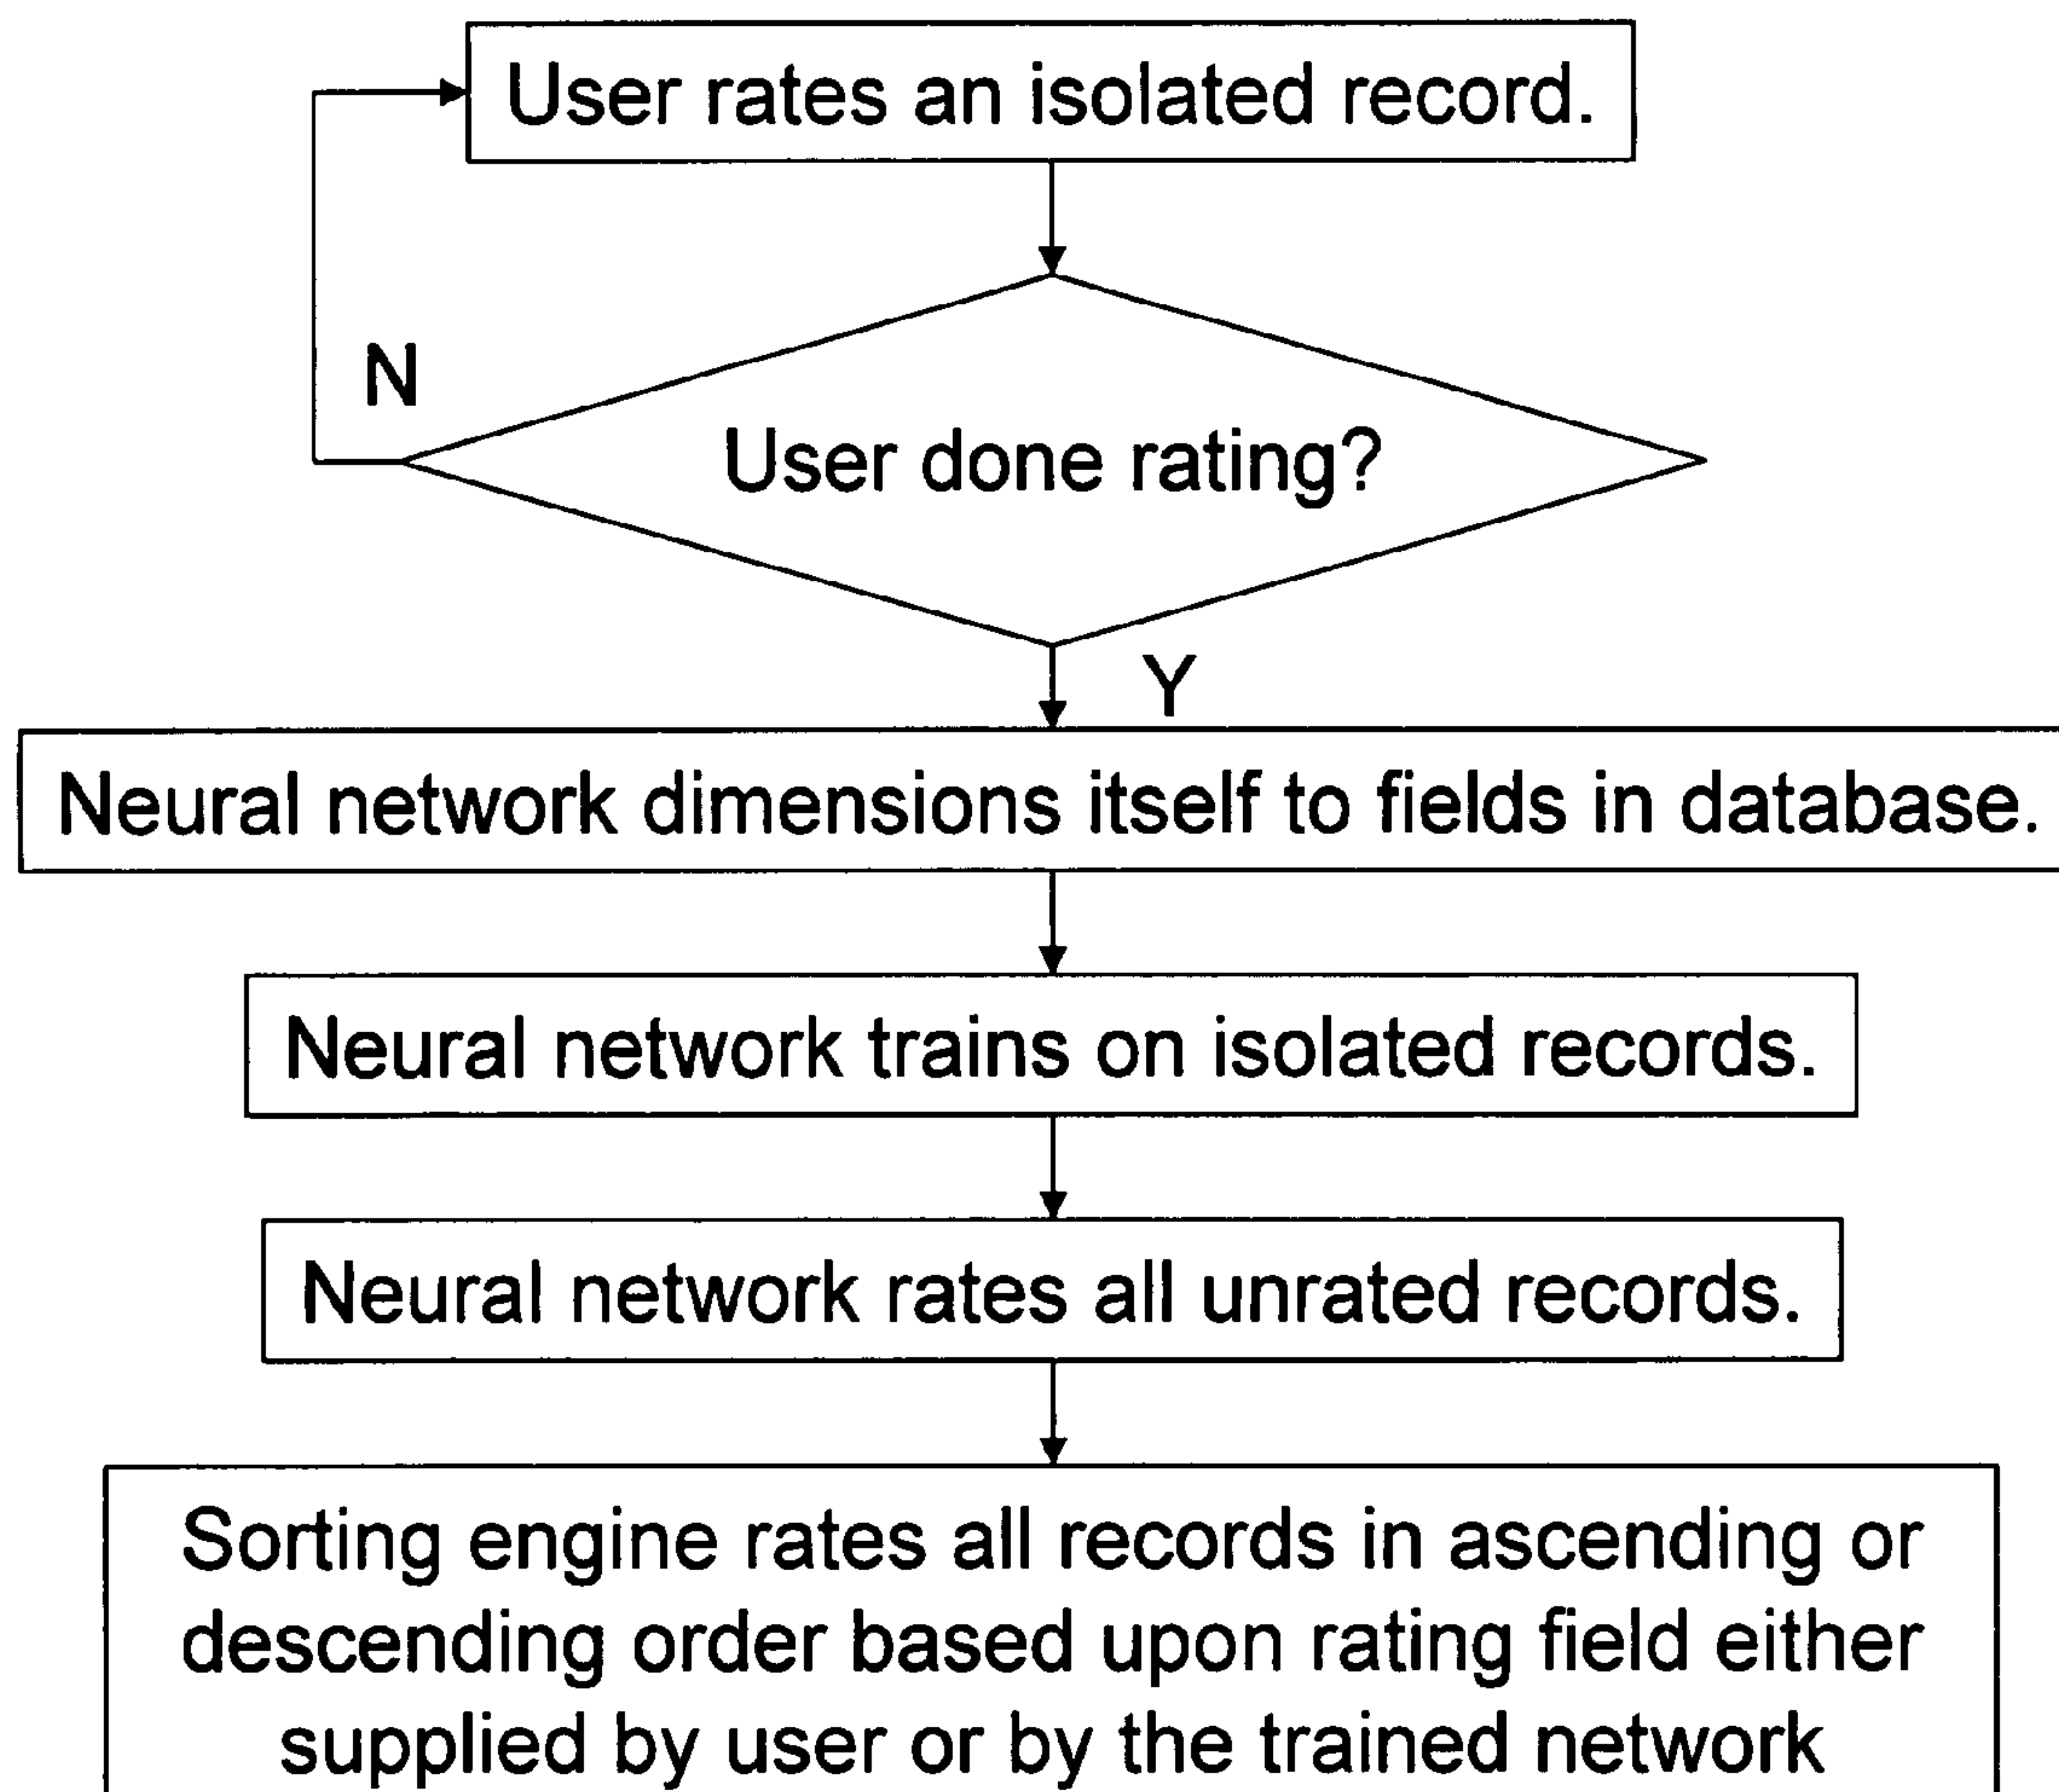 User rates an isolated record.
N
User done rating?
Y
Neural network dimensions itself to fields in database.
Neural network trains on isolated records.
Neural network rates all unrated records.
Sorting engine rates all records in ascending or
descending order based upon rating field either
supplied by user or by the trained network